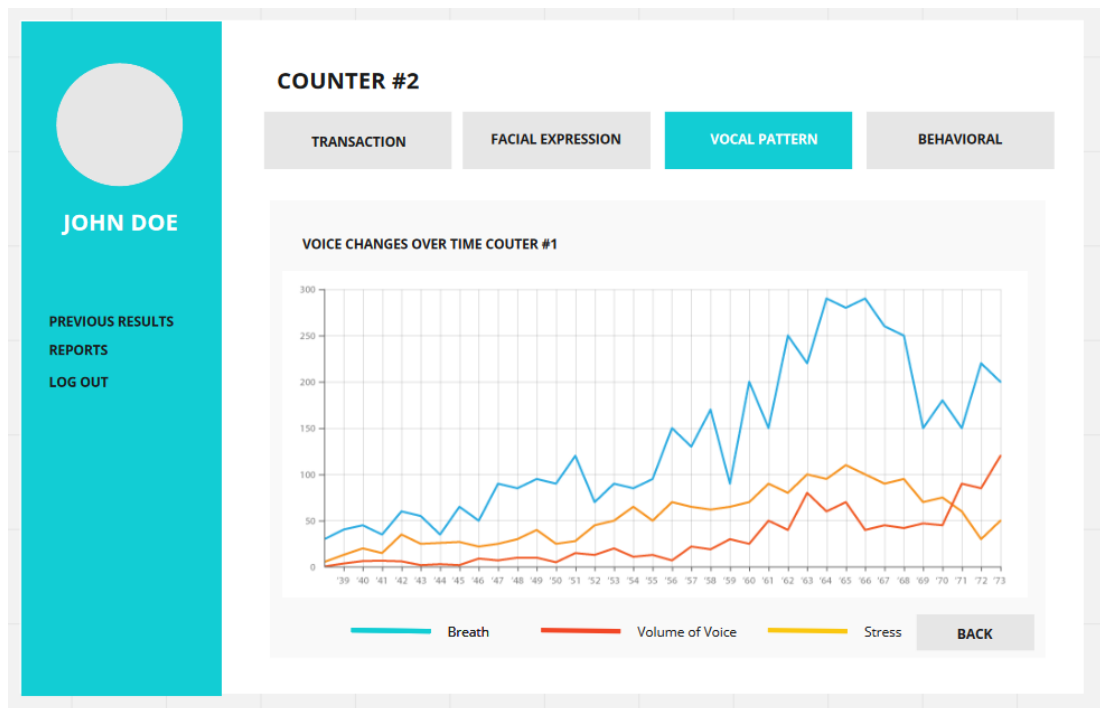 JOHN DOE
PREVIOUS RESULTS
REPORTS
LOG OUT
COUNTER #2
TRANSACTION
FACIAL EXPRESSION
VOCAL PATTERN
BEHAVIORAL
VOICE CHANGES OVER TIME COUTER #1
300
250
200
150
100
50
0
'39 '40 '41 '42 '43 '44 '45 '46 '47 '48 '49 '50 '51 '52 '53 '54 '55 '56 '57 '58 '59 '60 '61 '62 '63 '64 '65 '66 '67 '68 '69 '70 '71 '72 '73
Breath
Volume of Voice
Stress
BACK